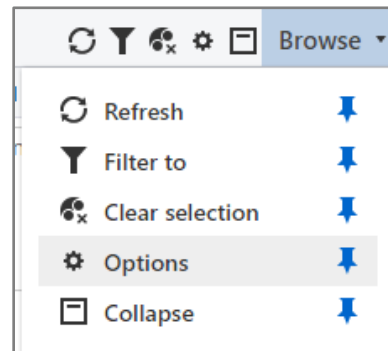 Browse
Refresh
Filter to
Clear selection
Options
Collapse